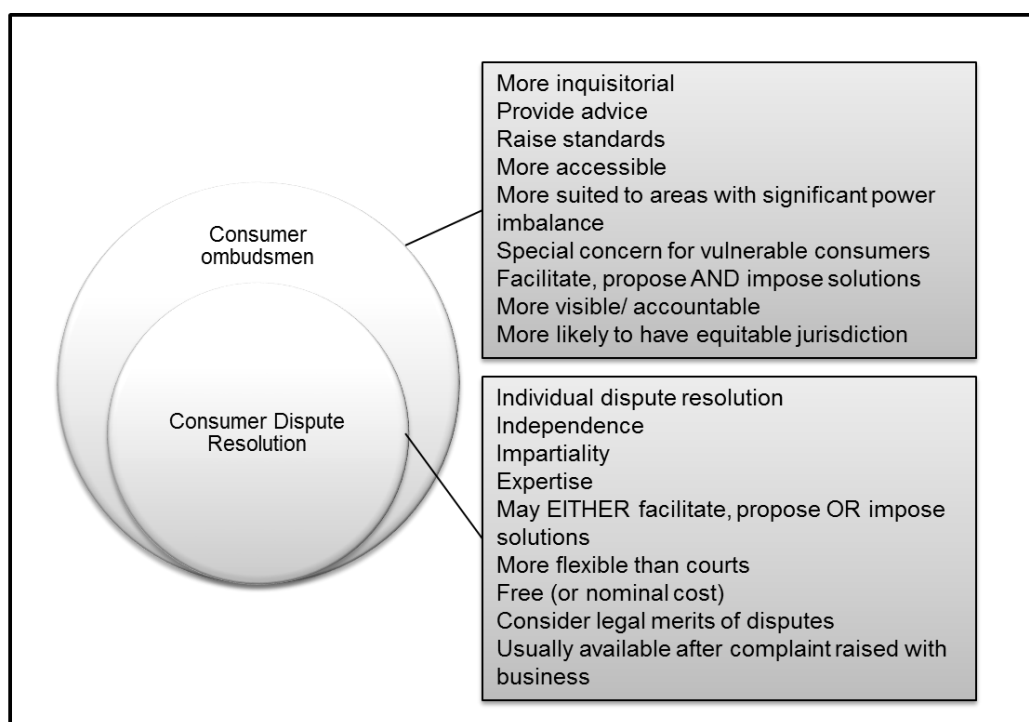 Consumer
ombudsmen
Consumer Dispute
Resolution
More inquisitorial
Provide advice
Raise standards
More accessible
More suited to areas with significant power
imbalance
Special concern for vulnerable consumers
Facilitate, propose AND impose solutions
More visible/ accountable
More likely to have equitable jurisdiction
Individual dispute resolution
Independence
Impartiality
Expertise
May EITHER facilitate, propose OR impose
solutions
More flexible than courts
Free (or nominal cost)
Consider legal merits of disputes
Usually available after complaint raised with
business